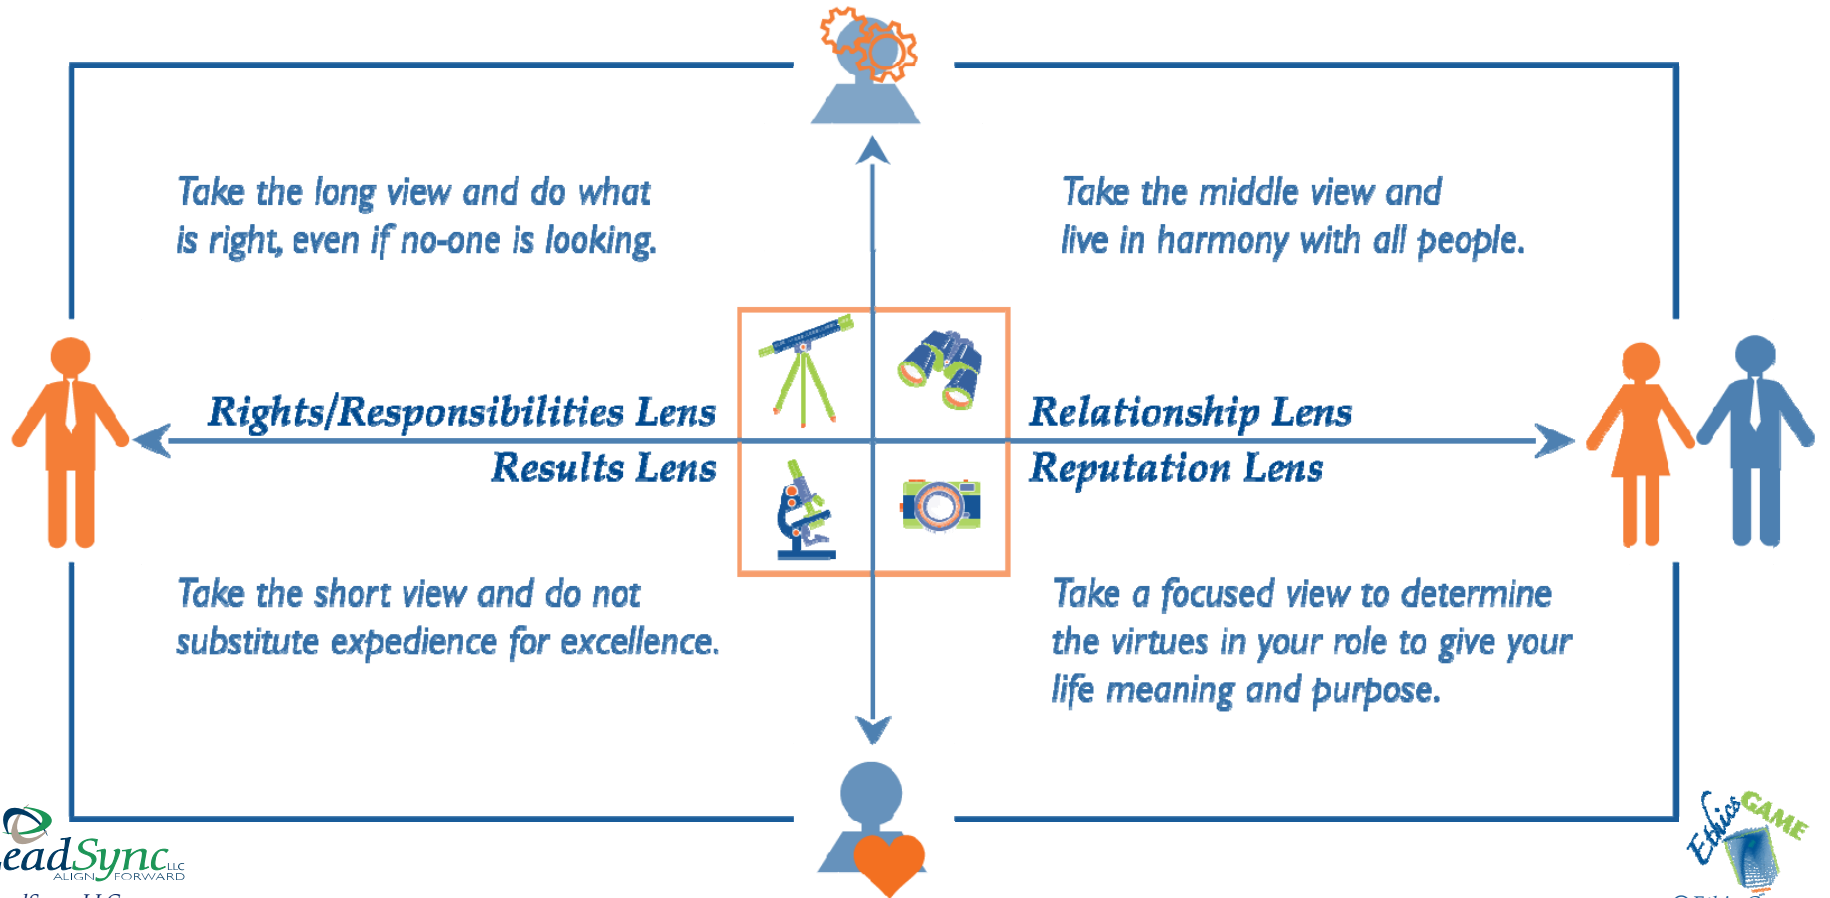 Take the long view and do what
is right, even if no-one is looking.
Take the middle view and
live in harmony with all people.
Rights/Responsibilities Lens
Relationship Lens
Results Lens
Reputation Lens
Take the short view and do not
substitute expedience for excellence.
Take a focused view to determine
the virtues in your role to give your
life meaning and purpose.
eadSync LLC
ALIGN FORWARD
Ethics GAME